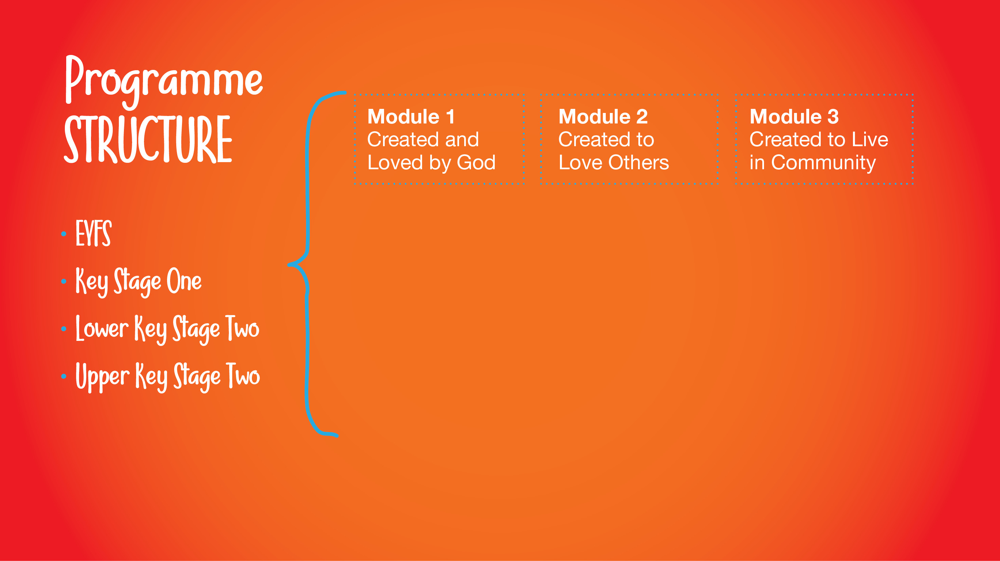 Programme
STRUCTURE
• EYFS
• Key Stage One
• Lower Key Stage Two
• Upper Key Stage Two
Module 1
Created and
Loved by God
Module 2
Created to
Love Others
Module 3
Created to Live
in Community